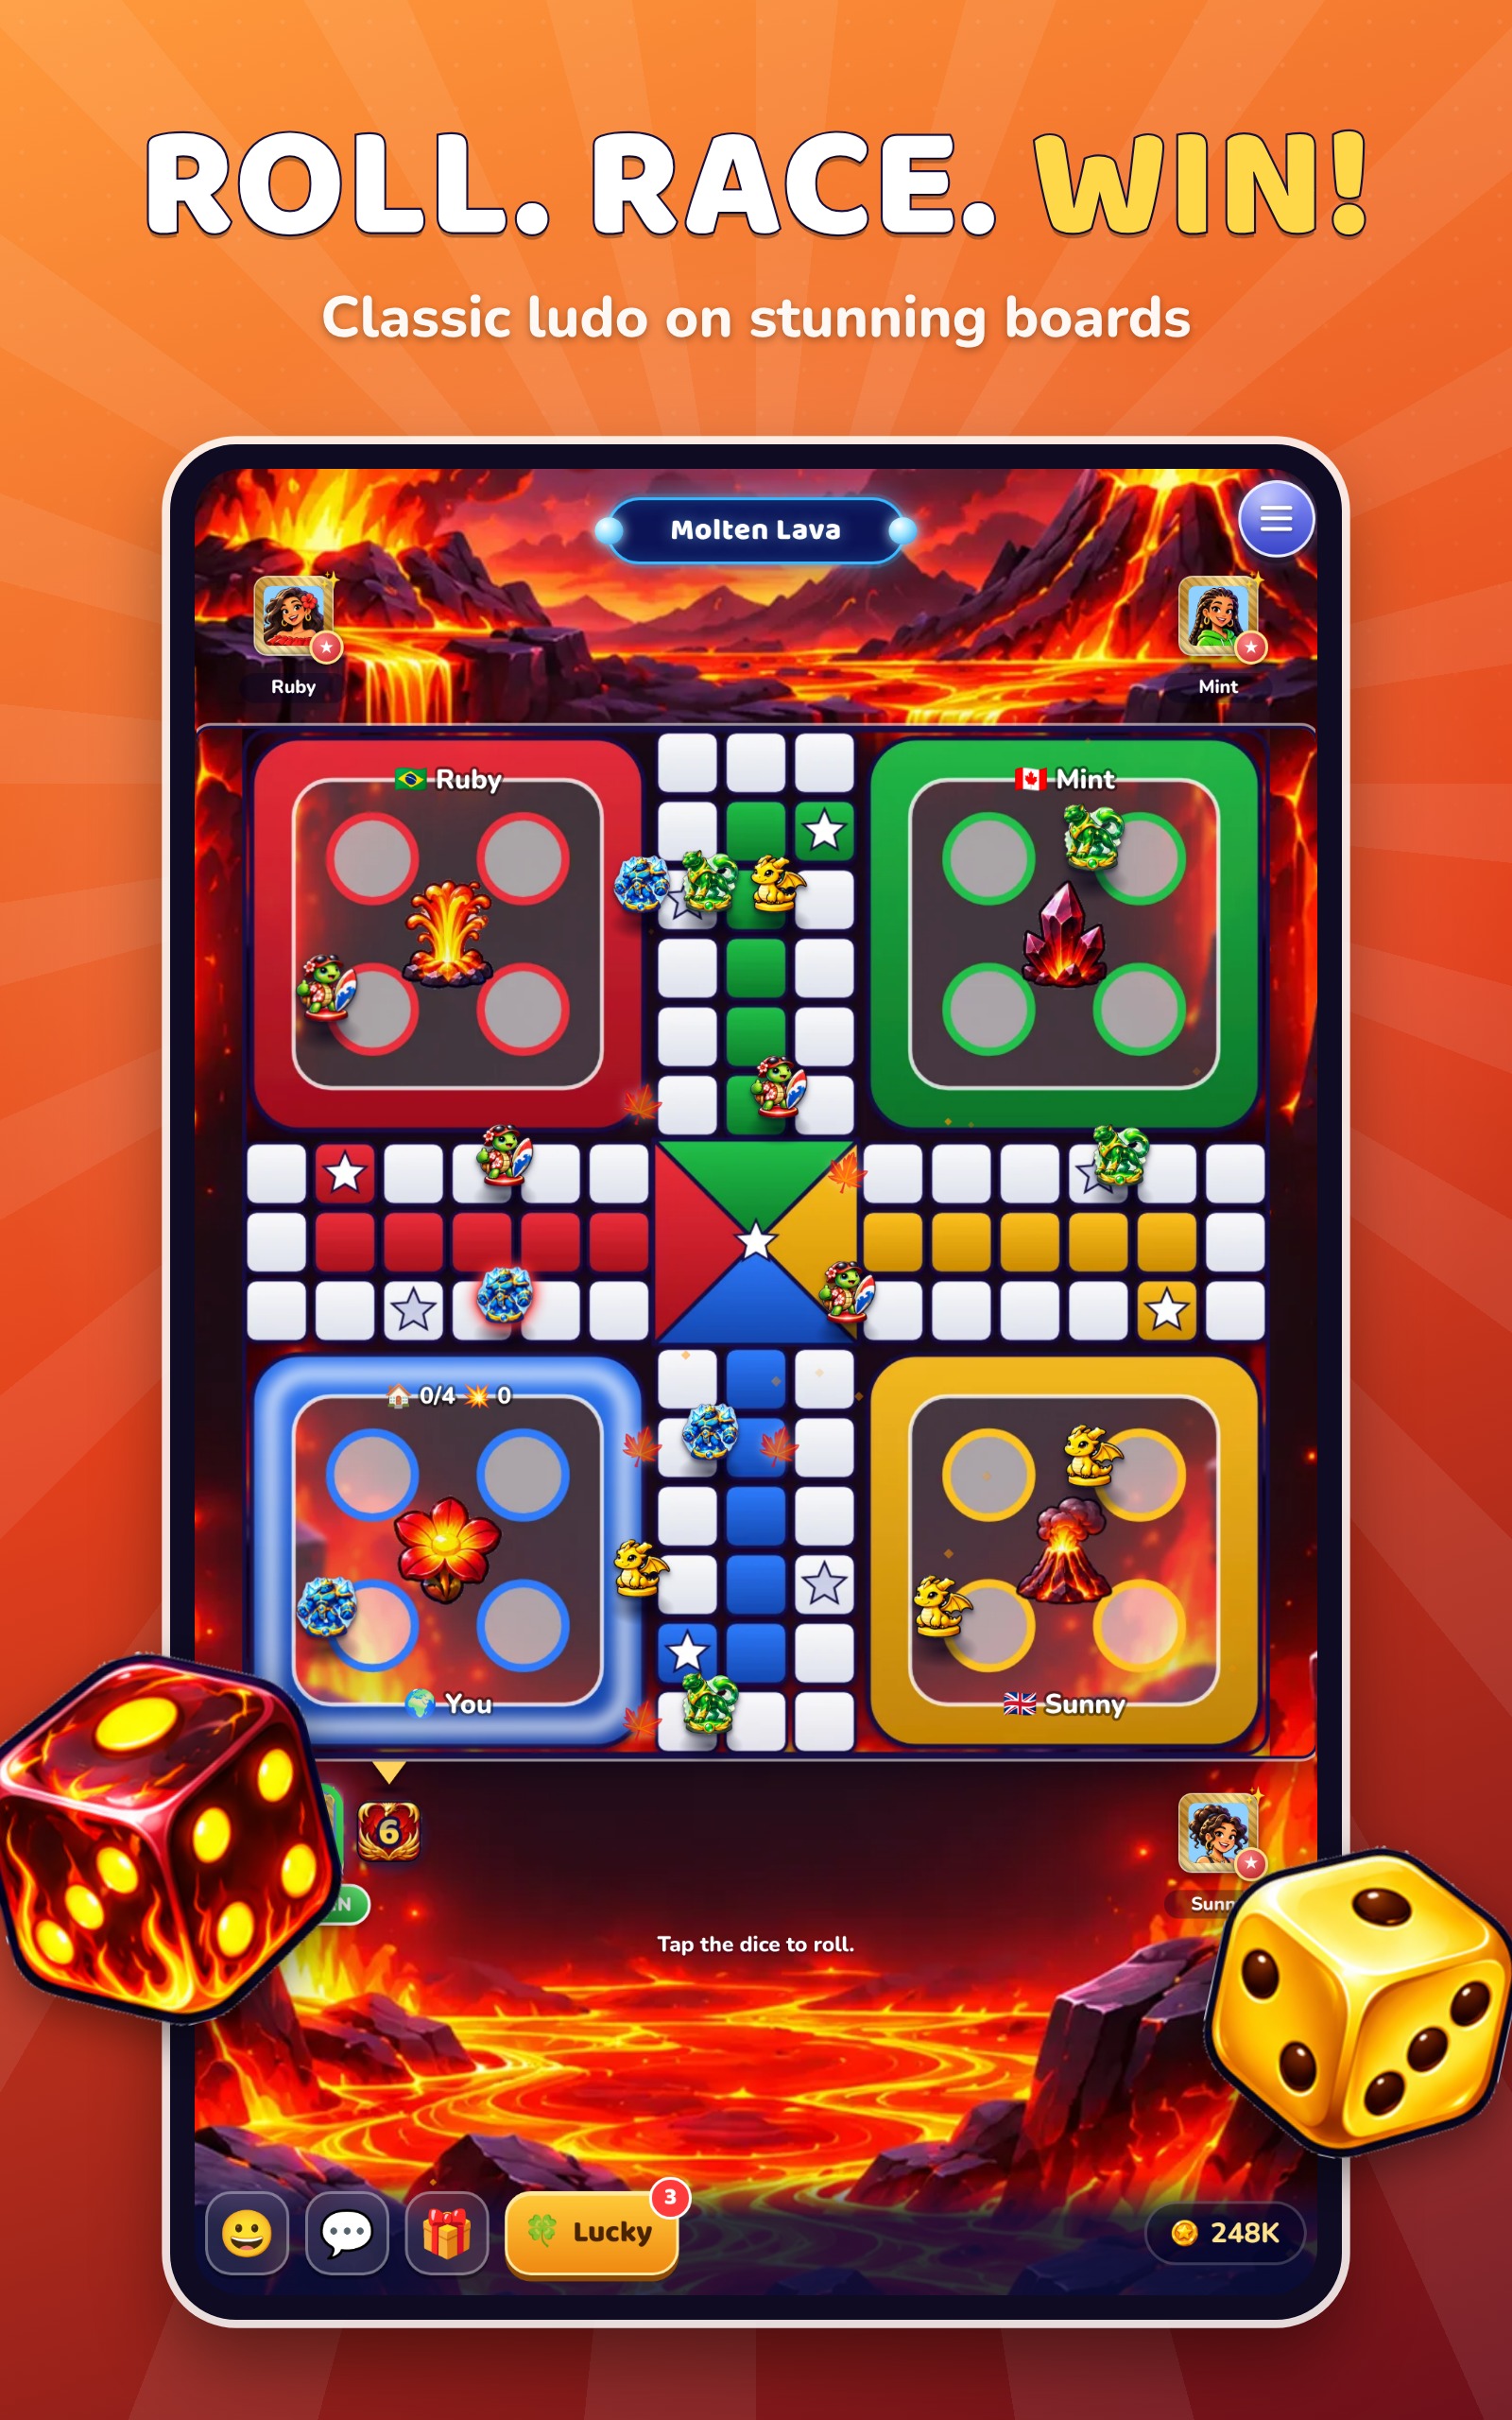 ROLL. RACE. WIN!
Classic ludo on stunning boards
Molten Lava
Ruby
Mint
Ruby
Mint
0/4 0
You
Sunny
6
Tap the dice to roll.
3
Lucky
248K